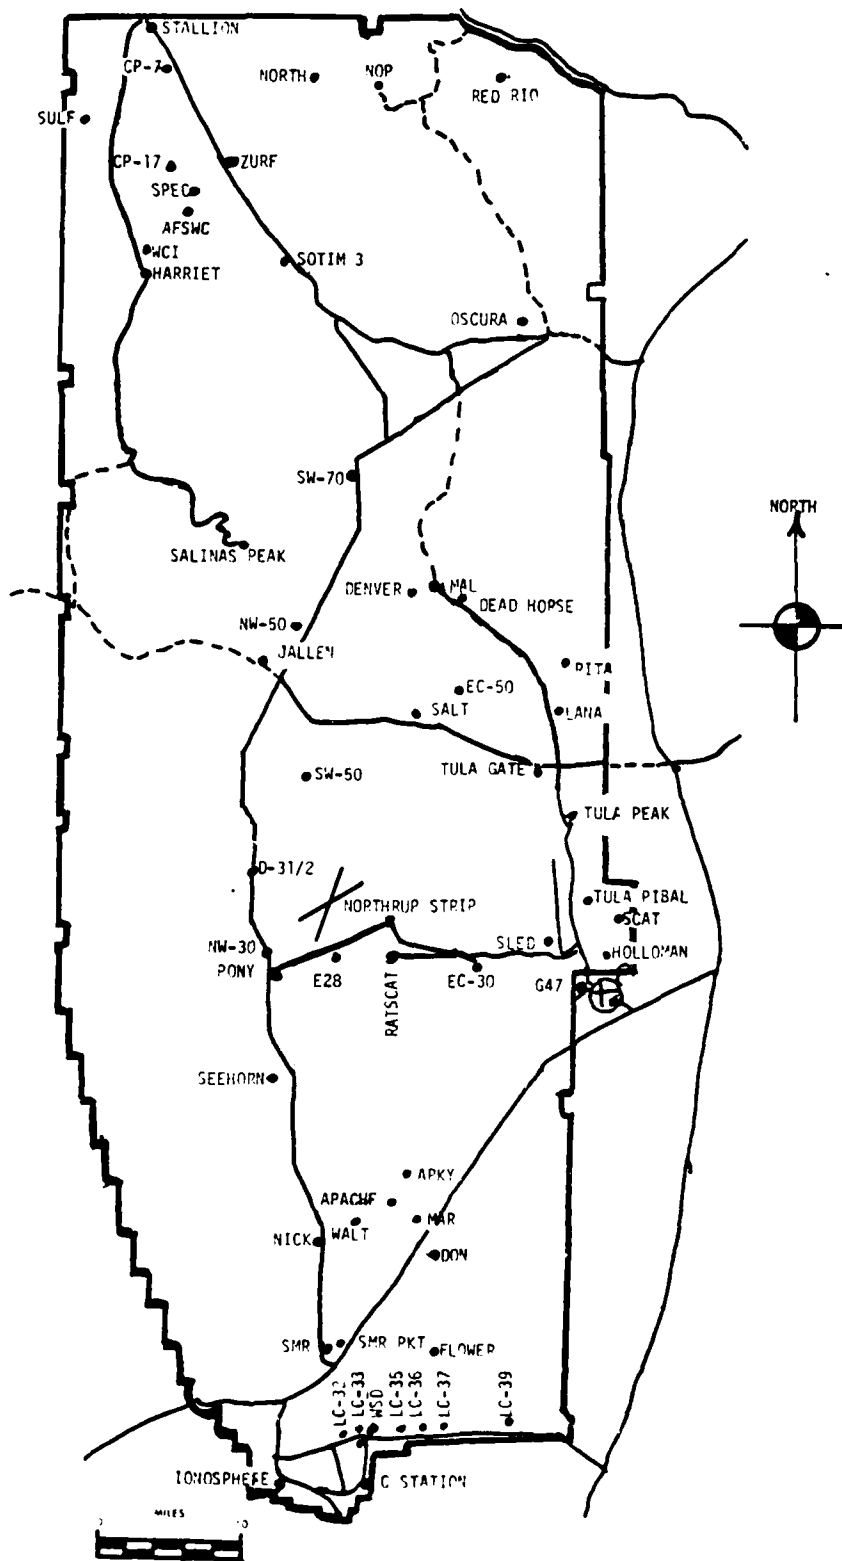 STALLION
CP-7
NORTH
NOP
RED RIO
SULF
CP-17
ZURF
SPEC
AFSWC
WCI
HARRIET
SOTIM 3
OSCURA
SW-70
NORTH
SALINAS PEAK
DENVER
MAL
DEAD HORSE
NW-50
JALLEN
RITA
EC-50
SALT
LANA
SW-50
TULA GATE
TULA PEAK
D-31/2
NORTHRUP STRIP
TULA PIBAL
SCAT
NW-30
SLED
HOLLOMAN
PONY
E28
RATSCAT
EC-30
G47
SEEHORN
APKY
APACHE
WALT
MAR
NICK
DON
SMR
SMR PKT
FLOWER
LC-32
LC-33
WSD
LC-35
LC-36
LC-37
LC-39
IONOSPHERE
C STATION
MILES